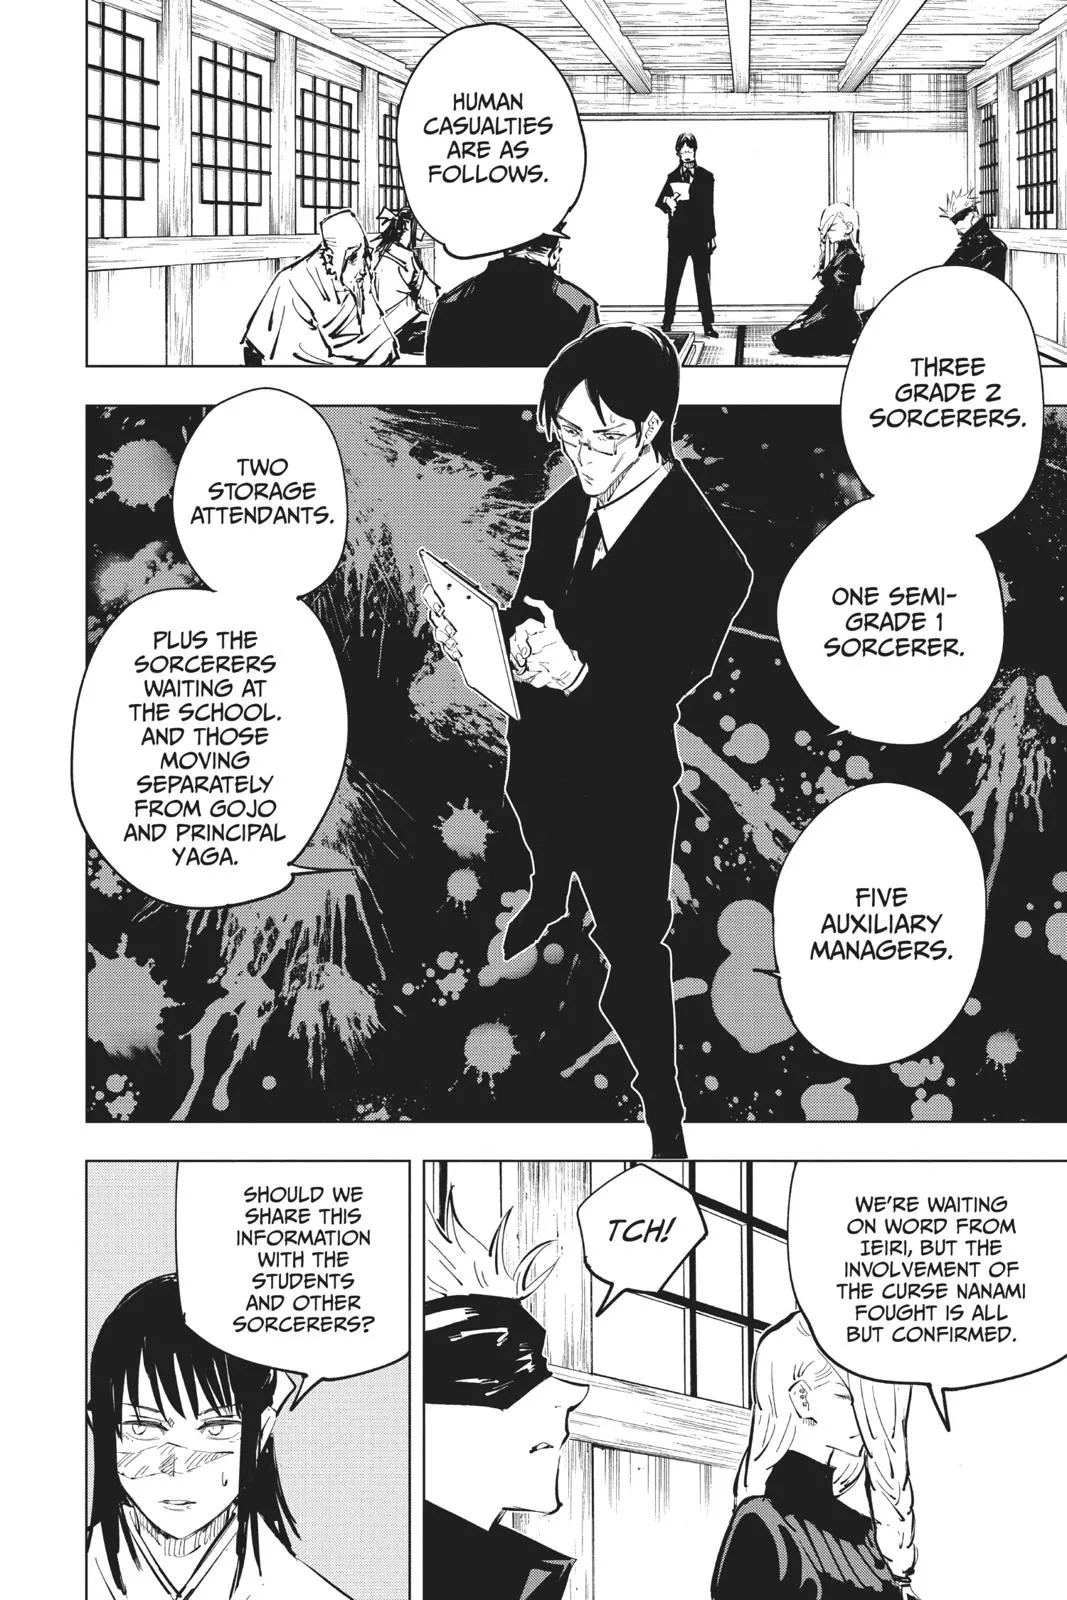 HUMAN
CASUALTIES
ARE AS
FOLLOWS.
THREE
GRADE 2
SORCERERS.
ONE SEMI-
GRADE 1
SORCERER.
FIVE
AUXILIARY
MANAGERS.
TWO
STORAGE
ATTENDANTS.
PLUS THE
SORCERERS
WAITING AT
THE SCHOOL.
AND THOSE
MOVING
SEPARATELY
FROM GOJO
AND PRINCIPAL
YAGA.
WE'RE WAITING
ON WORD FROM
IEIRI, BUT THE
INVOLVEMENT OF
THE CURSE NANAMI
FOUGHT IS ALL
BUT CONFIRMED.
TCH!
SHOULD WE
SHARE THIS
INFORMATION
WITH THE
STUDENTS
AND OTHER
SORCERERS?